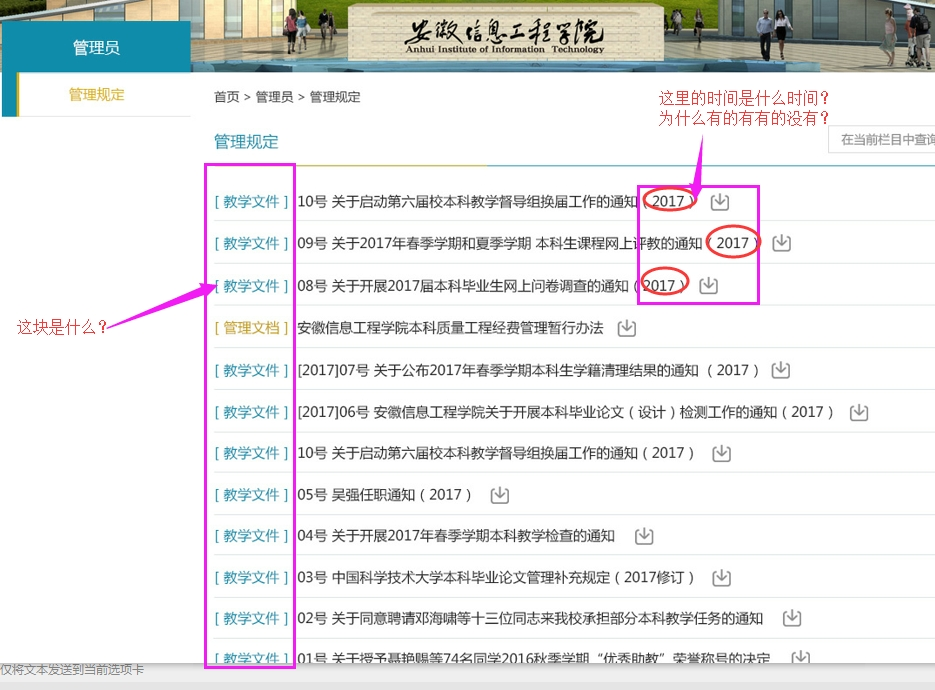 安徽信息工程学院
Anhui Institute of Information Technology
管理员
管理规定
首页 > 管理员 > 管理规定
这里的时间是什么时间?
为什么有的有有的没有?
管理规定
在当前栏目中查询
[ 教学文件 ] 10号 关于启动第六届校本科教学督导组换届工作的通知（2017）
[ 教学文件 ] 09号 关于2017年春季学期和夏季学期 本科生课程网上评教的通知（2017）
[ 教学文件 ] 08号 关于开展2017届本科毕业生网上问卷调查的通知（2017）
这块是什么?
[ 管理文档 ] 安徽信息工程学院本科质量工程经费管理暂行办法
[ 教学文件 ] [2017]07号 关于公布2017年春季学期本科生学籍清理结果的通知 （2017）
[ 教学文件 ] [2017]06号 安徽信息工程学院关于开展本科毕业论文（设计）检测工作的通知（2017）
[ 教学文件 ] 10号 关于启动第六届校本科教学督导组换届工作的通知（2017）
[ 教学文件 ] 05号 吴强任职通知（2017）
[ 教学文件 ] 04号 关于开展2017年春季学期本科教学检查的通知
[ 教学文件 ] 03号 中国科学技术大学本科毕业论文管理补充规定（2017修订）
[ 教学文件 ] 02号 关于同意聘请邓海啸等十三位同志来我校承担部分本科教学任务的通知
[ 教学文件 ] 01号 关于授予聂艳赐等74名同学2016秋季学期“优秀助教”荣誉称号的决定
仅将文本发送到当前选项卡